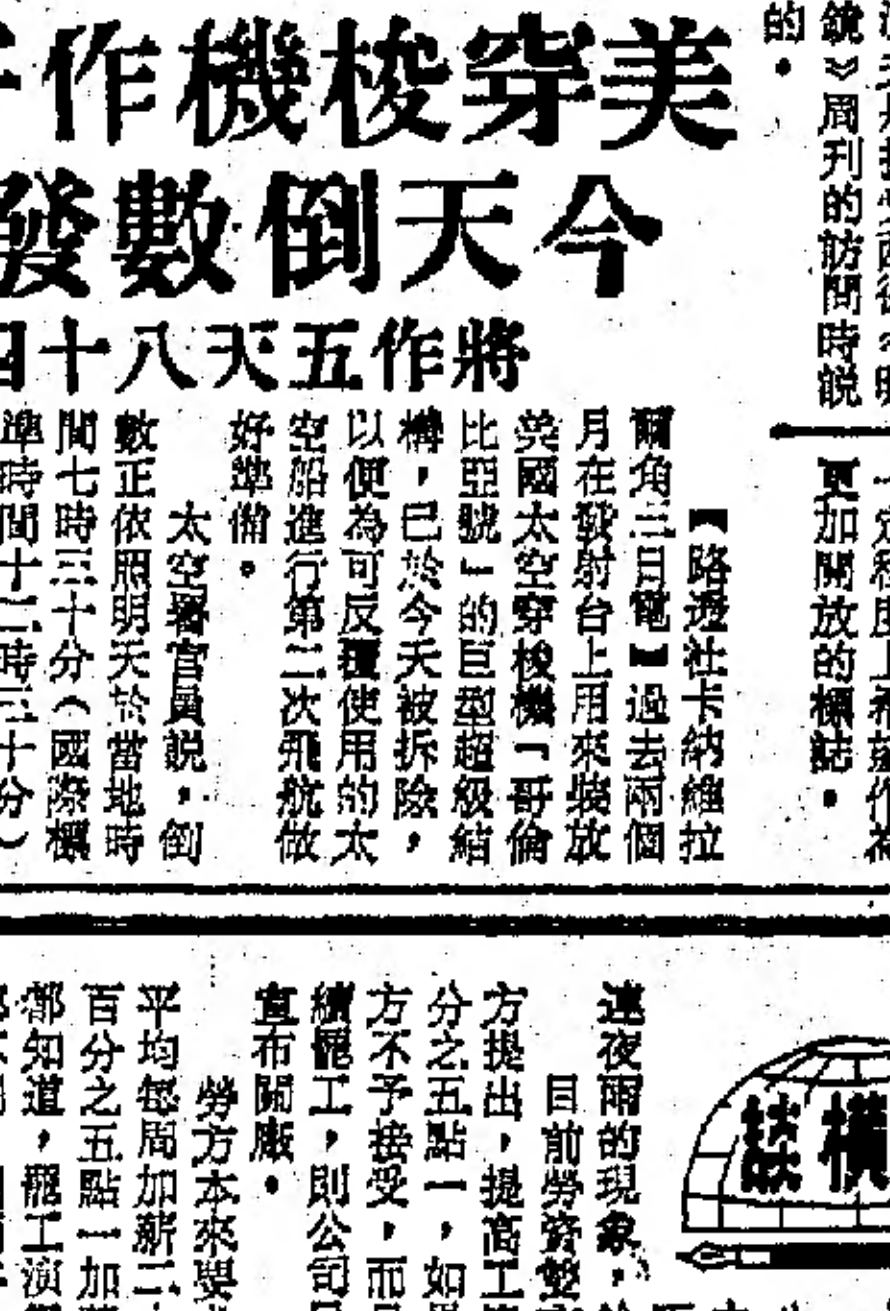 的。
鏡》周刊的訪問時説
更加開放的標誌。
美穿梭機作
今天倒數發
將作五天八十四
【路透社卡納維拉
爾角三日電】過去兩個
月在發射台上用來裝放
美國太空穿梭機「哥倫
比亞號」的巨型超級結
構，已於今天被拆除，
以便為可反覆使用的太
空船進行第二次飛航做
好準備。
太空署官員説，倒
數正依照明天於當地時
間七時三十分（國際標
準時間十二時三十分）
橫
談
連夜雨的現象，
目前勞資雙
方提出，提高工
分之五點一，如
方不予接受，而
續罷工，則公司
宣布關廠。
勞方本來要
平均每周加薪二
百分之五點一加
都知道，罷工演